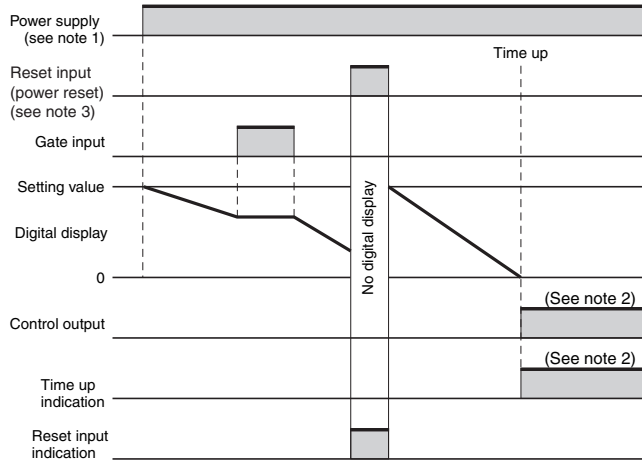 Power supply
(see note 1)
Time up
Reset input
(power reset)
(see note 3)
Gate input
Setting value
Digital display
No digital display
0
(See note 2)
Control output
(See note 2)
Time up
indication
Reset input
indication